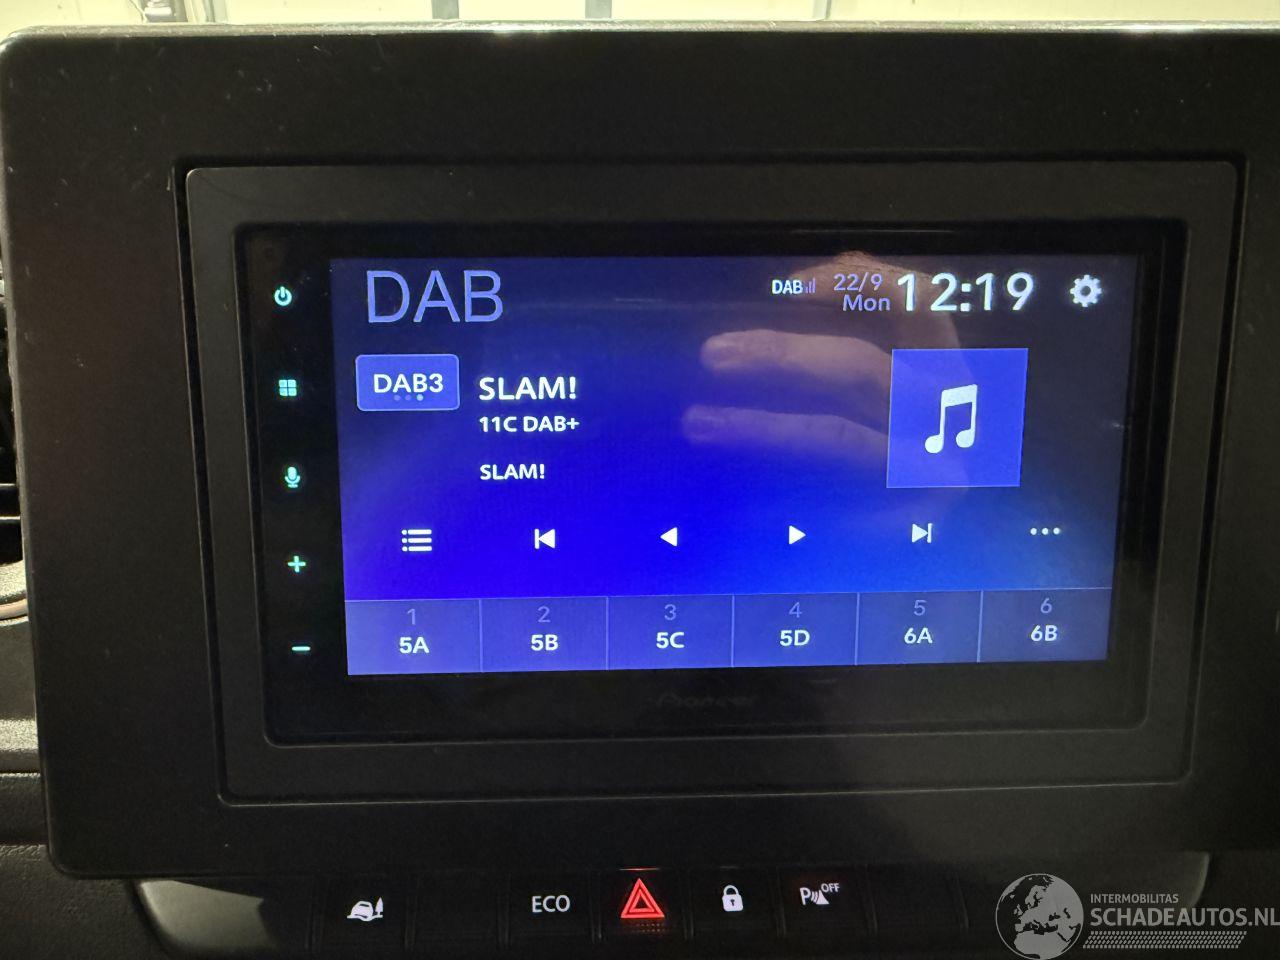 DAB
DAB 22/9 Mon 12:19
DAB3
SLAM!
11C DAB+
SLAM!
1 2 3 4 5 6
5A 5B 5C 5D 6A 6B
Pioneer
ECO
P OFF
INTERMOBILITAS
SCHADEAUTOS.NL